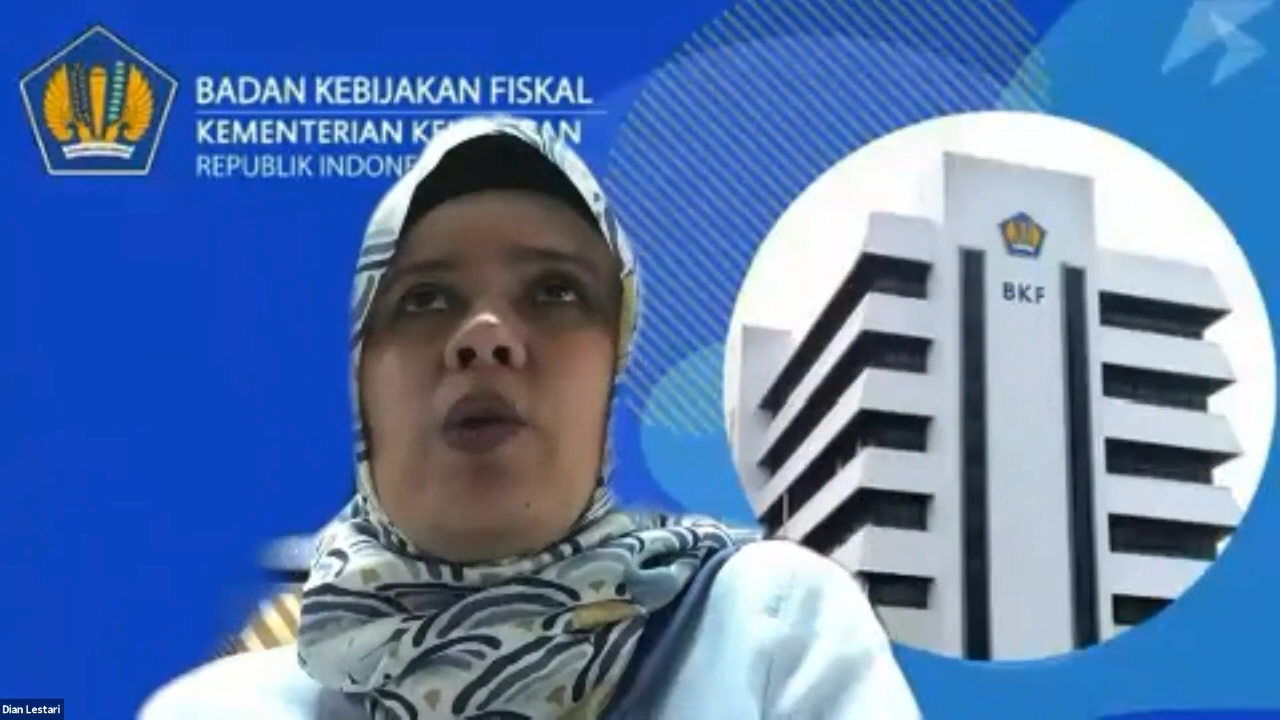 BADAN KEBIJAKAN FISKAL
KEMENTERIAN
REPUBLIK
BKF
Dian Lestari